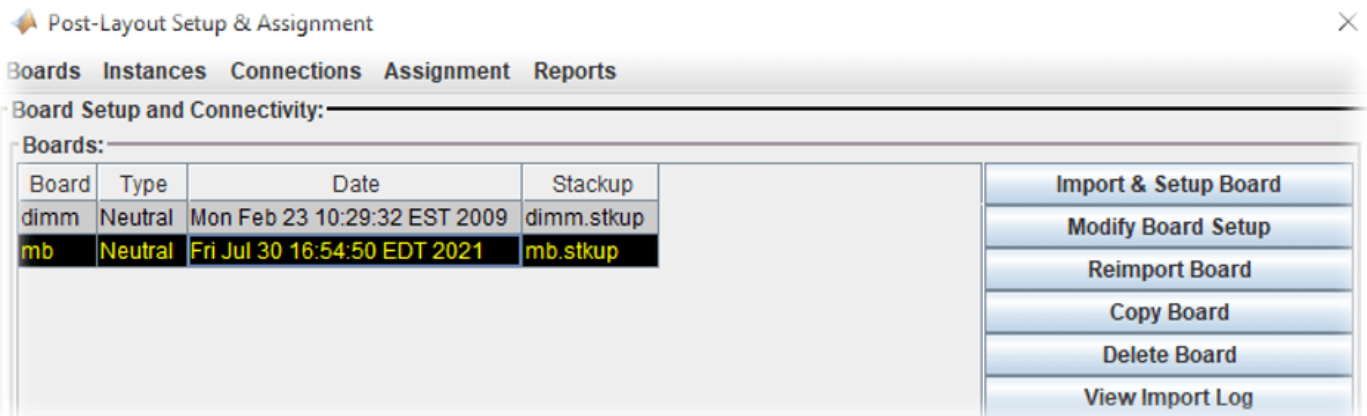 Post-Layout Setup & Assignment
Boards Instances Connections Assignment Reports
Board Setup and Connectivity:
Boards:
Board Type Date Stackup
dimm Neutral Mon Feb 23 10:29:32 EST 2009 dimm.stkup
mb Neutral Fri Jul 30 16:54:50 EDT 2021 mb.stkup
Import & Setup Board
Modify Board Setup
Reimport Board
Copy Board
Delete Board
View Import Log